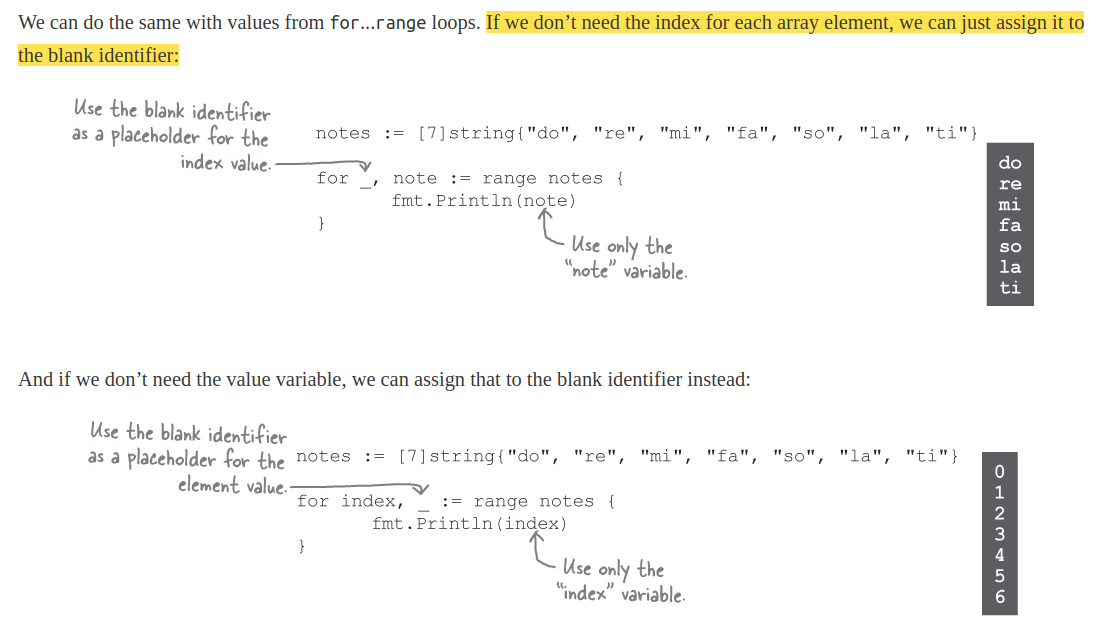 We can do the same with values from for...range loops. If we don’t need the index for each array element, we can just assign it to
the blank identifier:
Use the blank identifier
as a placeholder for the
index value.
notes := [7]string{"do", "re", "mi", "fa", "so", "la", "ti"}
for _, note := range notes {
fmt.Println(note)
}
Use only the
“note” variable.
do
re
mi
fa
so
la
ti
And if we don’t need the value variable, we can assign that to the blank identifier instead:
Use the blank identifier
as a placeholder for the
element value.
notes := [7]string{"do", "re", "mi", "fa", "so", "la", "ti"}
for index, _ := range notes {
fmt.Println(index)
}
Use only the
“index” variable.
0
1
2
3
4
5
6